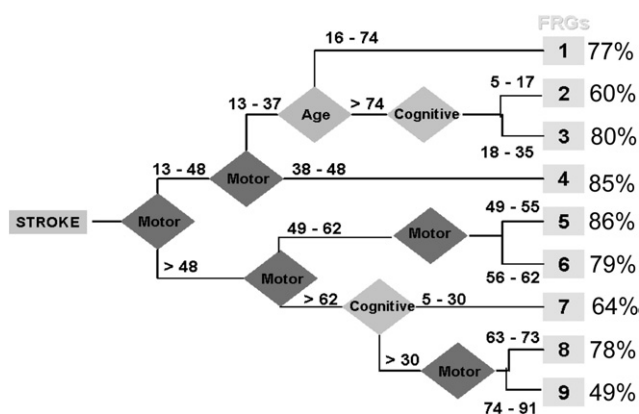 FRGs
16 - 74
1 77%
5 - 17
2 60%
13 - 37
Age
> 74
Cognitive
3 80%
18 - 35
13 - 48
Motor
38 - 48
4 85%
STROKE
Motor
49 - 62
Motor
49 - 55
5 86%
> 48
Motor
56 - 62
6 79%
> 62
Cognitive
5 - 30
7 64%
63 - 73
8 78%
> 30
Motor
74 - 91
9 49%